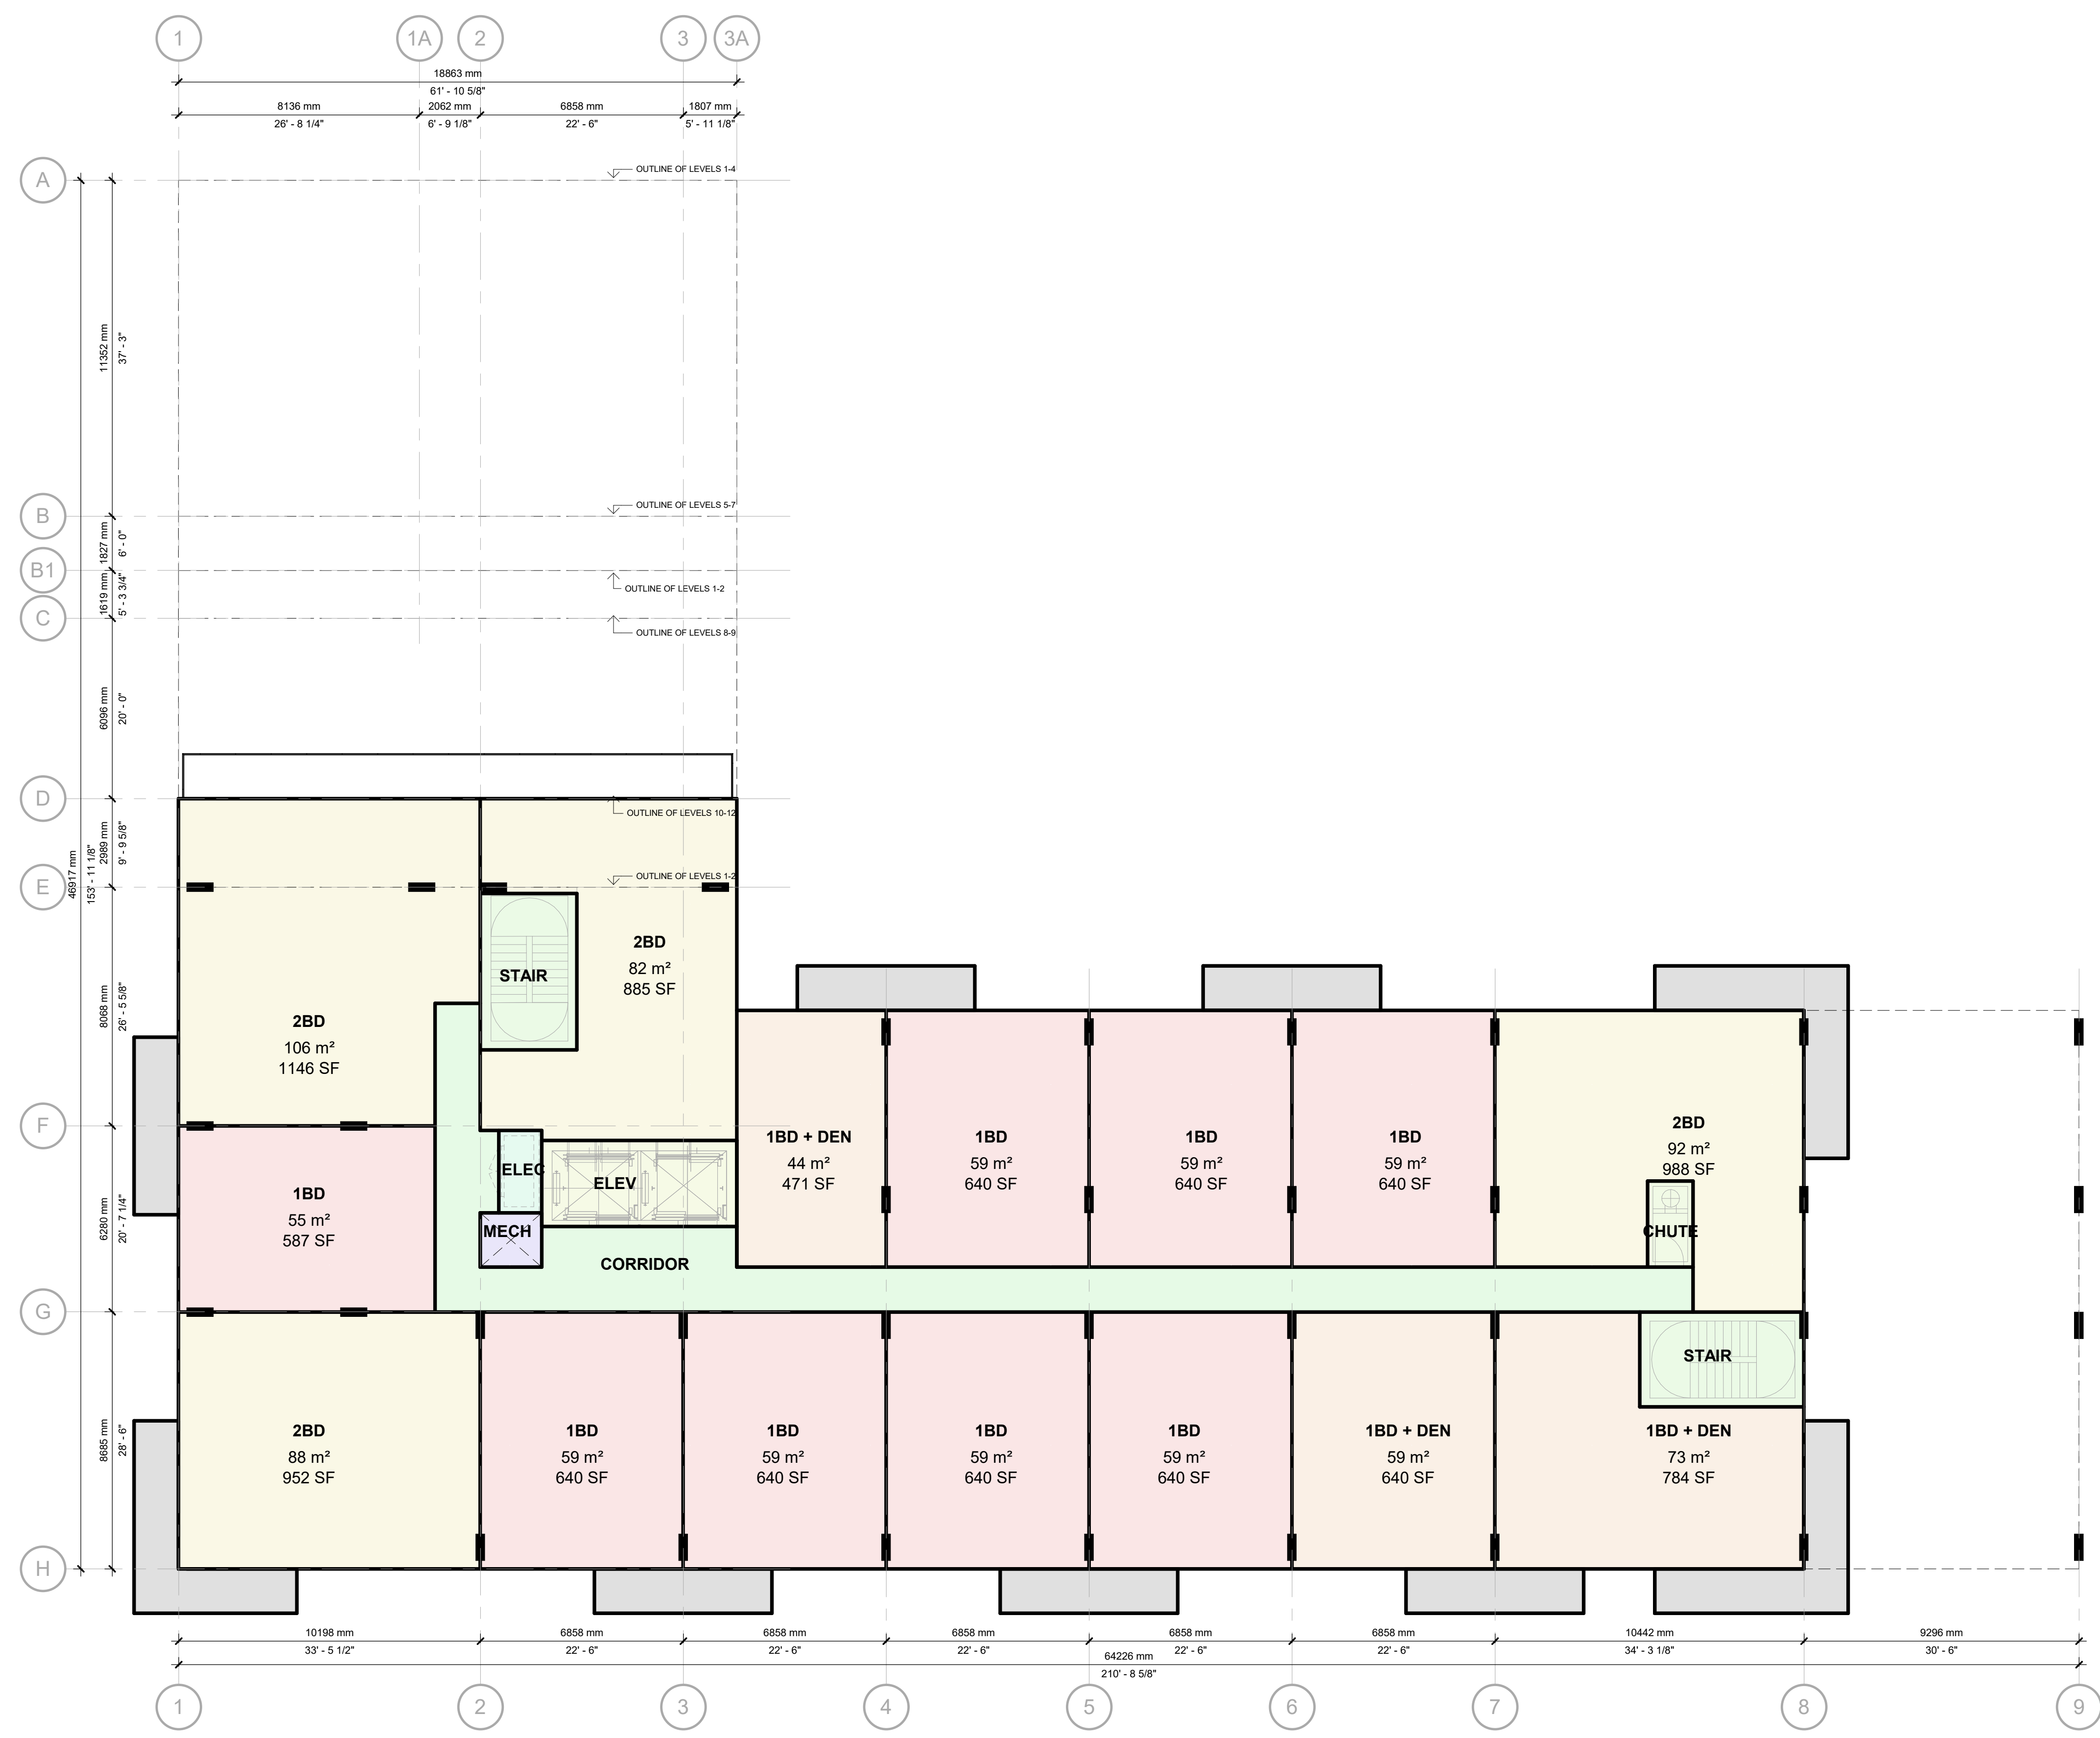 1
1A
2
3
3A
18863 mm
61' - 10 5/8"
8136 mm
2062 mm
6858 mm
1807 mm
26' - 8 1/4"
6' - 9 1/8"
22' - 6"
5' - 11 1/8"
A
OUTLINE OF LEVELS 1-4
11352 mm
37' - 3"
B
OUTLINE OF LEVELS 5-7
1827 mm
6' - 0"
B1
OUTLINE OF LEVELS 1-2
1619 mm
5' - 3 3/4"
C
OUTLINE OF LEVELS 8-9
6096 mm
20' - 0"
D
OUTLINE OF LEVELS 10-12
2989 mm
9' - 9 5/8"
46917 mm
153' - 11 1/8"
E
OUTLINE OF LEVELS 1-2
8068 mm
26' - 5 5/8"
2BD
82 m²
885 SF
STAIR
2BD
106 m²
1146 SF
F
6280 mm
20' - 7 1/4"
1BD
55 m²
587 SF
ELEC
ELEV
MECH
CORRIDOR
1BD + DEN
44 m²
471 SF
1BD
59 m²
640 SF
1BD
59 m²
640 SF
1BD
59 m²
640 SF
2BD
92 m²
988 SF
CHUTE
G
STAIR
8685 mm
28' - 6"
2BD
88 m²
952 SF
1BD
59 m²
640 SF
1BD
59 m²
640 SF
1BD
59 m²
640 SF
1BD
59 m²
640 SF
1BD + DEN
59 m²
640 SF
1BD + DEN
73 m²
784 SF
H
10198 mm
6858 mm
6858 mm
6858 mm
6858 mm
6858 mm
10442 mm
9296 mm
33' - 5 1/2"
22' - 6"
22' - 6"
22' - 6"
22' - 6"
22' - 6"
34' - 3 1/8"
30' - 6"
64226 mm
210' - 8 5/8"
1
2
3
4
5
6
7
8
9